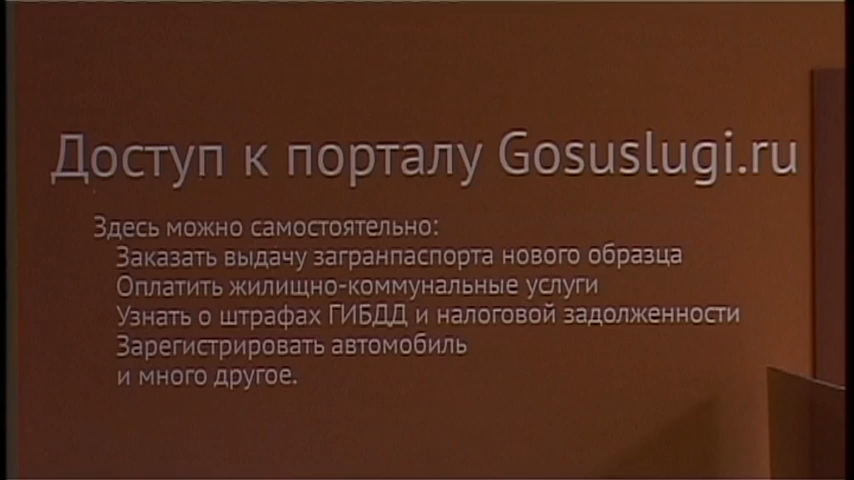 Доступ к порталу Gosuslugi.ru
Здесь можно самостоятельно:
Заказать выдачу загранпаспорта нового образца
Оплатить жилищно-коммунальные услуги
Узнать о штрафах ГИБДД и налоговой задолженности
Зарегистрировать автомобиль
и много другое.